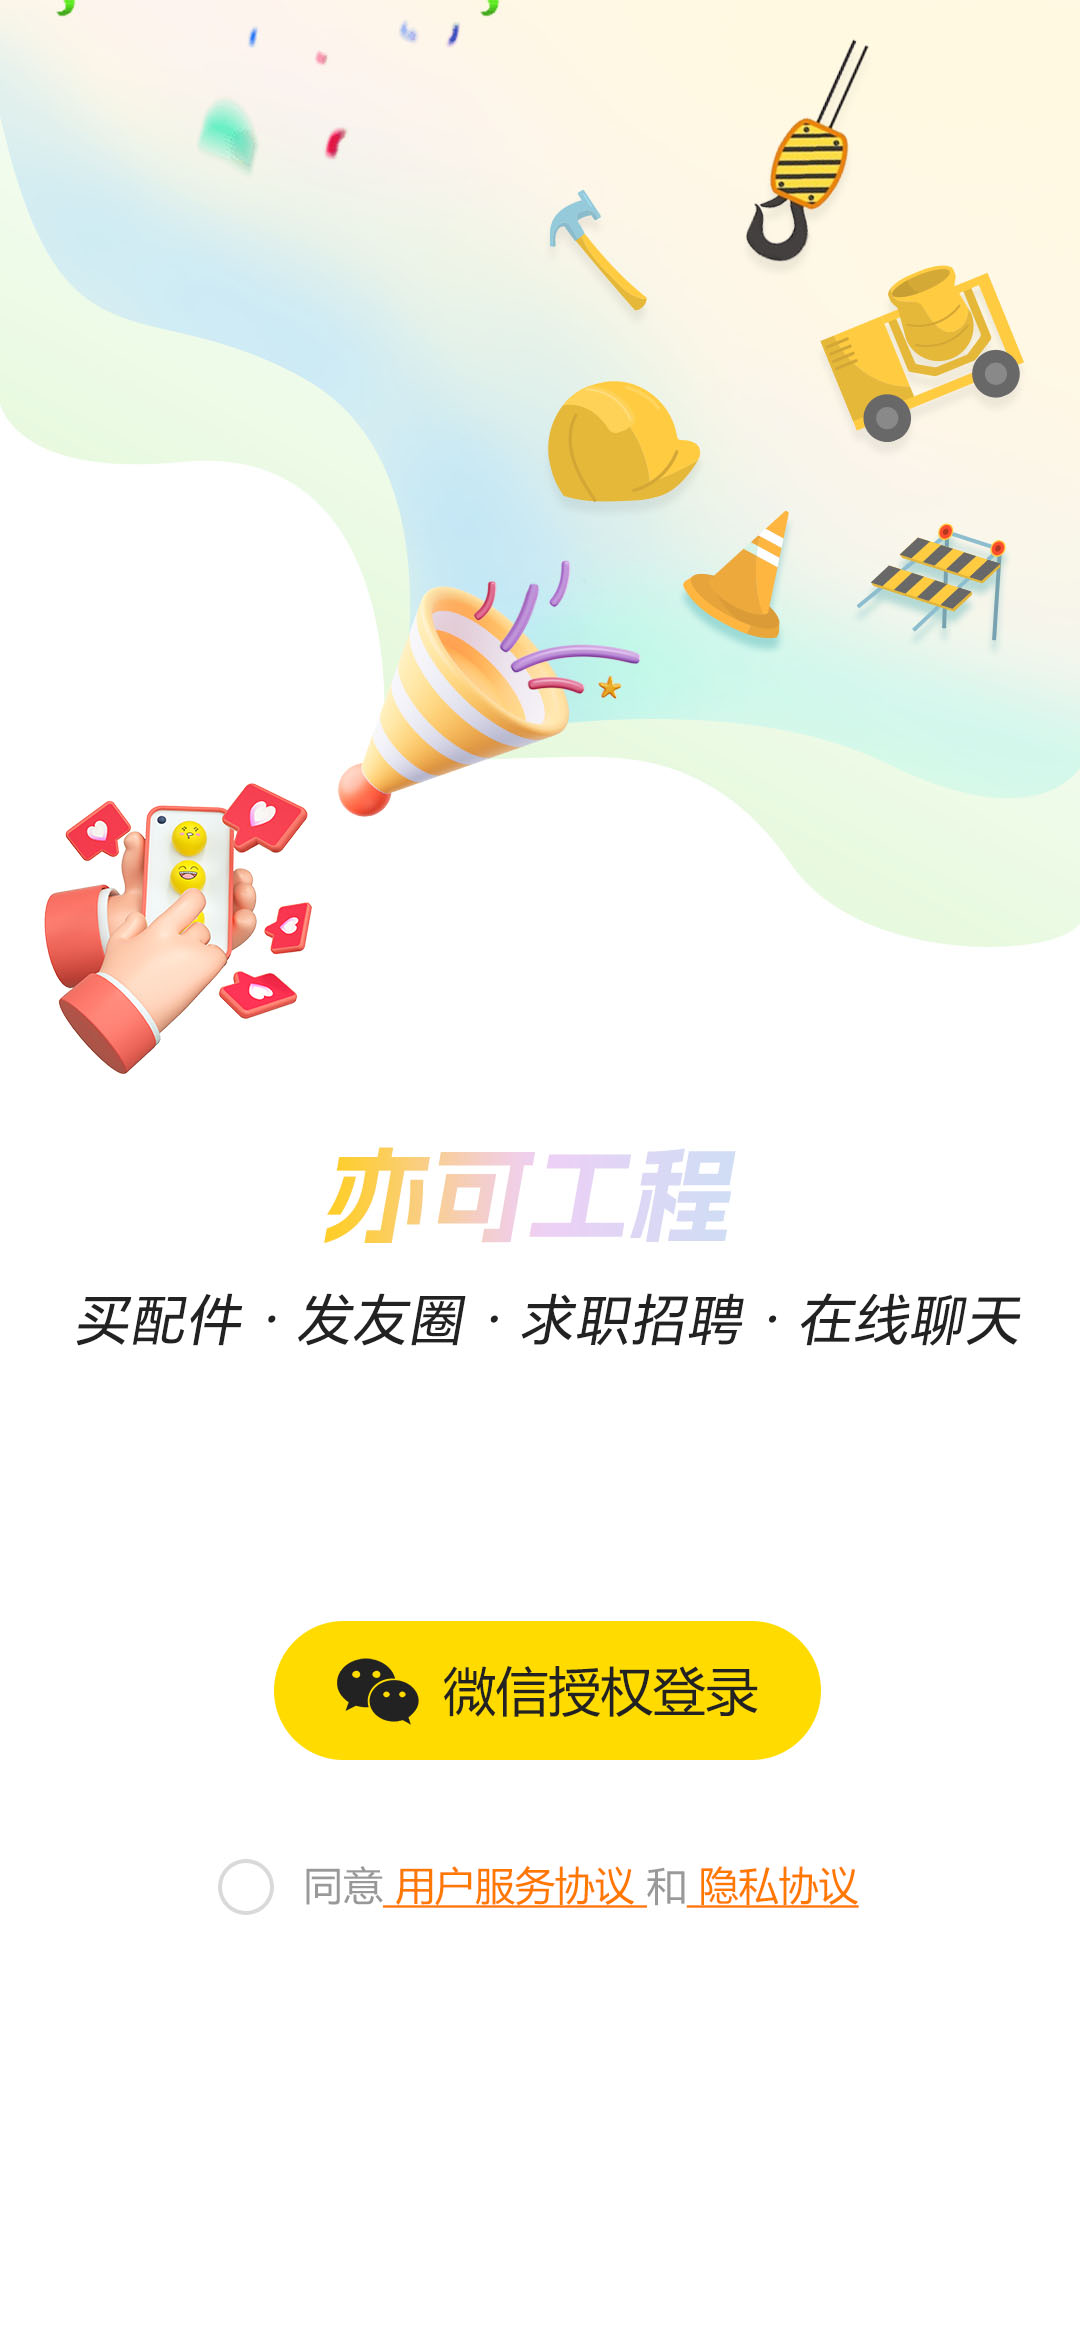 亦可工程
买配件 · 发友圈 · 求职招聘 · 在线聊天
微信授权登录
同意 用户服务协议 和 隐私协议